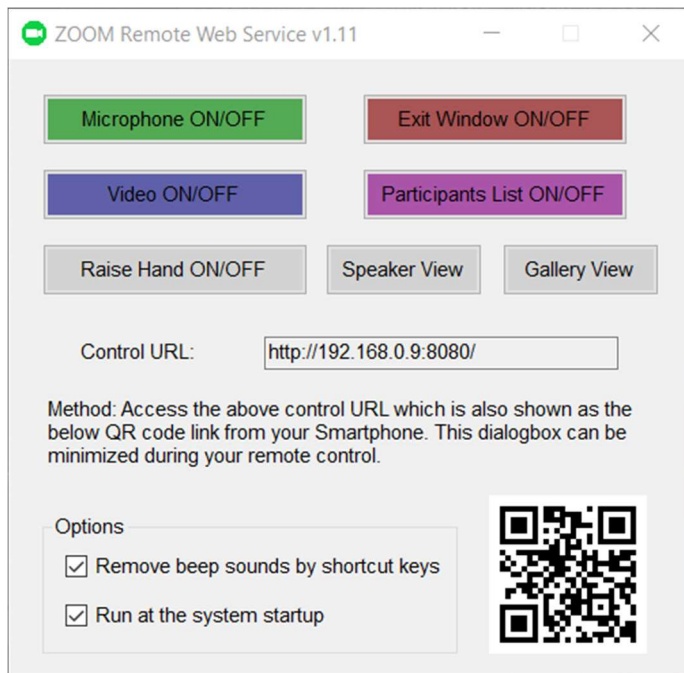 ZOOM Remote Web Service v1.11
Microphone ON/OFF
Exit Window ON/OFF
Video ON/OFF
Participants List ON/OFF
Raise Hand ON/OFF
Speaker View
Gallery View
Control URL:
http://192.168.0.9:8080/
Method: Access the above control URL which is also shown as the
below QR code link from your Smartphone. This dialogbox can be
minimized during your remote control.
Options
Remove beep sounds by shortcut keys
Run at the system startup